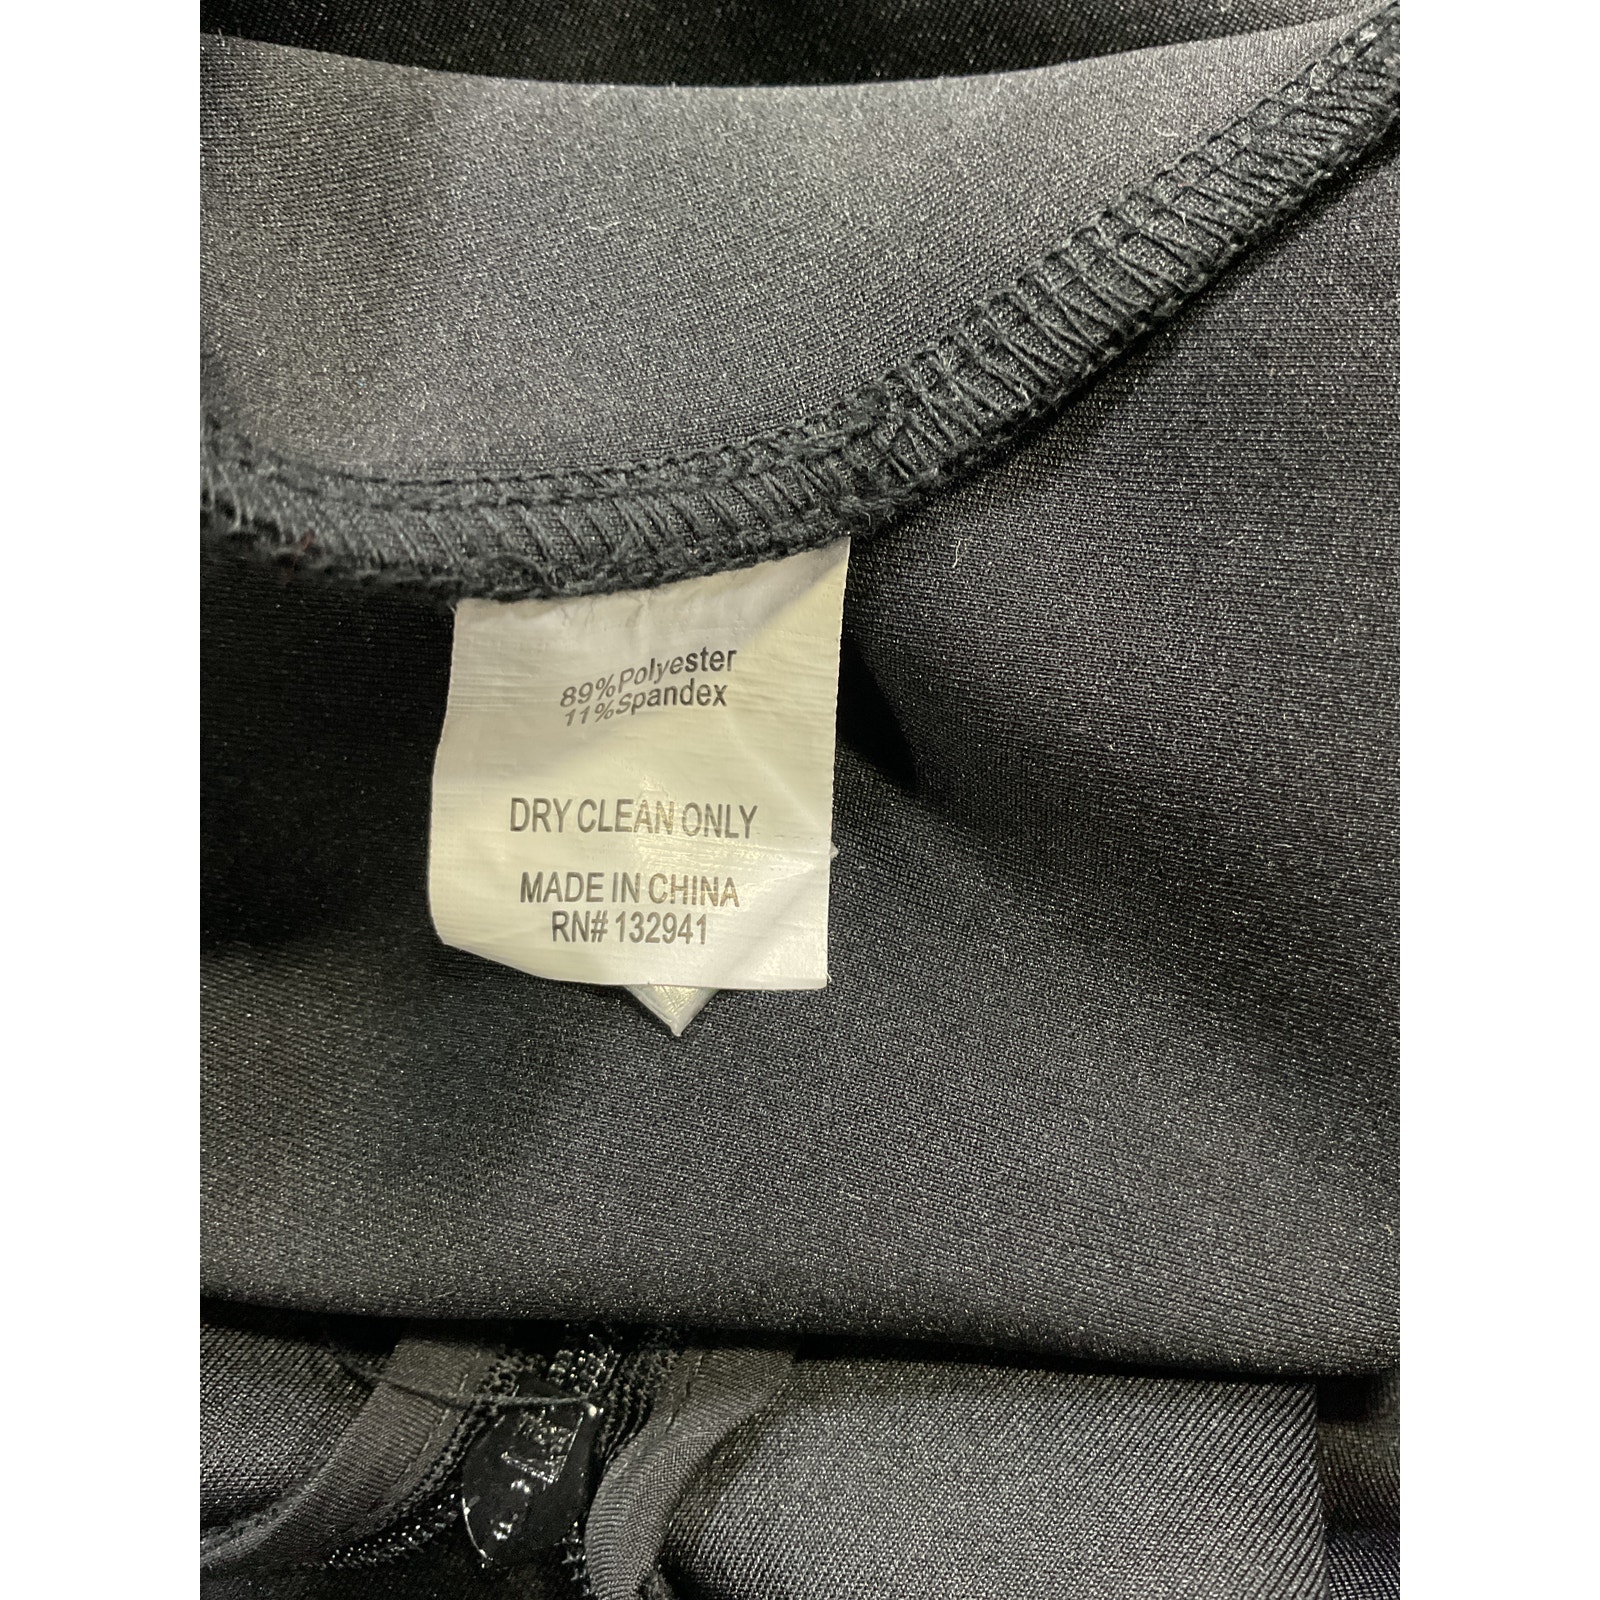 89%Polyester
11%Spandex
DRY CLEAN ONLY
MADE IN CHINA
RN# 132941